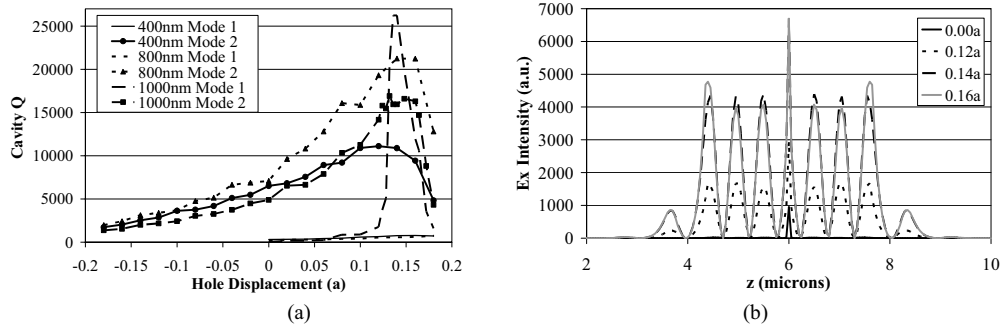 (a)
25000
20000
15000
10000
5000
0
Cavity Q
400nm Mode 1
400nm Mode 2
800nm Mode 1
800nm Mode 2
1000nm Mode 1
1000nm Mode 2
-0.2 -0.15 -0.1 -0.05 0 0.05 0.1 0.15 0.2
Hole Displacement (a)
(a)
b)
7000
6000
5000
4000
3000
2000
1000
0
Ex Intensity (a.u.)
0.00a
0.12a
0.14a
0.16a
2 4 6 8 10
z (microns)
(b)